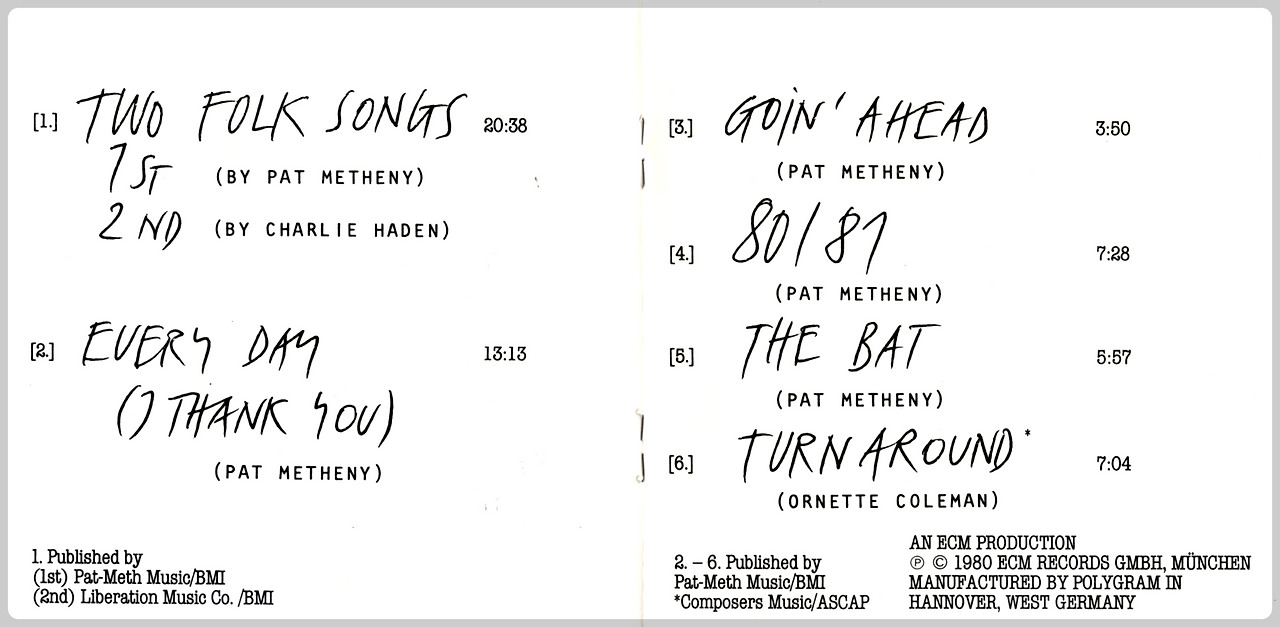 [1.] TWO FOLK SONGS 20:38
1ST (BY PAT METHENY)
2ND (BY CHARLIE HADEN)
[2.] EVERY DAY 13:13
(I THANK YOU)
(PAT METHENY)
1. Published by
(1st) Pat-Meth Music/BMI
(2nd) Liberation Music Co. /BMI
[3.] GOIN' AHEAD 3:50
(PAT METHENY)
[4.] 80/81 7:28
(PAT METHENY)
[5.] THE BAT 5:57
(PAT METHENY)
[6.] TURNAROUND* 7:04
(ORNETTE COLEMAN)
2. – 6. Published by
Pat-Meth Music/BMI
*Composers Music/ASCAP
AN ECM PRODUCTION
℗ © 1980 ECM RECORDS GMBH, MÜNCHEN
MANUFACTURED BY POLYGRAM IN
HANNOVER, WEST GERMANY